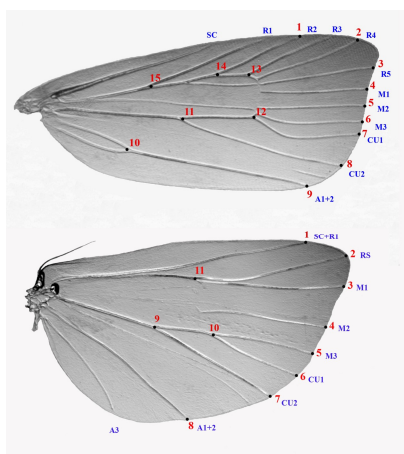 SC R1 1 R2 R3 2 R4
3
R5
15 14 13
4 M1
5 M2
11 12 6 M3
7 CU1
10
8
CU2
9
A1+2
1 SC+R1
2 RS
11
3 M1
9 10 4 M2
5 M3
6 CU1
7 CU2
A3 8 A1+2